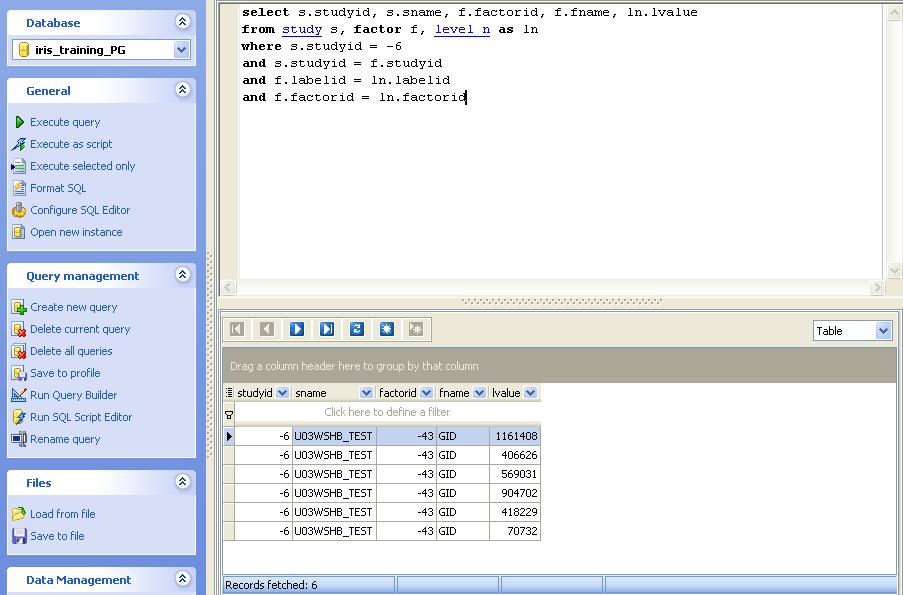 Database
iris_training_PG
General
Execute query
Execute as script
Execute selected only
Format SQL
Configure SQL Editor
Open new instance
Query management
Create new query
Delete current query
Delete all queries
Save to profile
Run Query Builder
Run SQL Script Editor
Rename query
Files
Load from file
Save to file
Data Management
select s.studyid, s.sname, f.factorid, f.fname, ln.lvalue
from study s, factor f, level_n as ln
where s.studyid = -6
and s.studyid = f.studyid
and f.labelid = ln.labelid
and f.factorid = ln.factorid
Table
Drag a column header here to group by that column
studyid sname factorid fname lvalue
Click here to define a filter
-6 U03WSHB_TEST -43 GID 1161408
-6 U03WSHB_TEST -43 GID 406626
-6 U03WSHB_TEST -43 GID 569031
-6 U03WSHB_TEST -43 GID 904702
-6 U03WSHB_TEST -43 GID 418229
-6 U03WSHB_TEST -43 GID 70732
Records fetched: 6